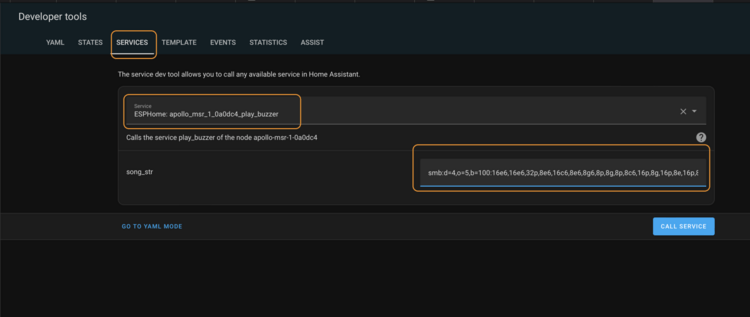 Developer tools
YAML STATES SERVICES TEMPLATE EVENTS STATISTICS ASSIST
The service dev tool allows you to call any available service in Home Assistant.
Service
ESPHome: apollo_msr_1_0a0dc4_play_buzzer
Calls the service play_buzzer of the node apollo-msr-1-0a0dc4
song_str
smb:d=4,o=5,b=100:16e6,16e6,32p,8e6,16c6,8e6,8g6,8p,8g,8p,8c6,16p,8g,16p,8e,16p,8
GO TO YAML MODE
CALL SERVICE